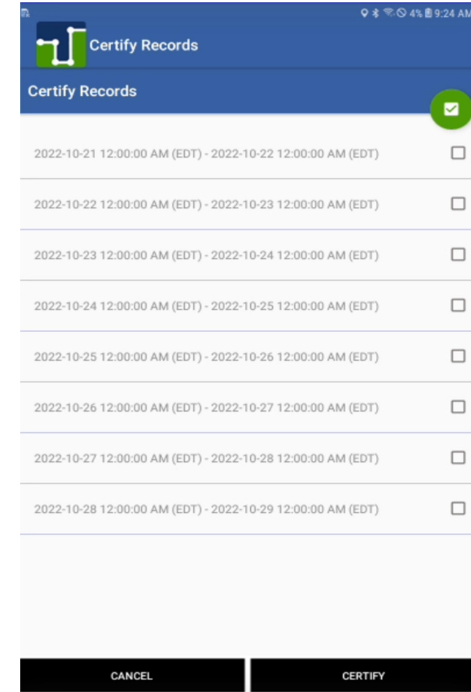 4% 9:24 AM
Certify Records
Certify Records
2022-10-21 12:00:00 AM (EDT) - 2022-10-22 12:00:00 AM (EDT)
2022-10-22 12:00:00 AM (EDT) - 2022-10-23 12:00:00 AM (EDT)
2022-10-23 12:00:00 AM (EDT) - 2022-10-24 12:00:00 AM (EDT)
2022-10-24 12:00:00 AM (EDT) - 2022-10-25 12:00:00 AM (EDT)
2022-10-25 12:00:00 AM (EDT) - 2022-10-26 12:00:00 AM (EDT)
2022-10-26 12:00:00 AM (EDT) - 2022-10-27 12:00:00 AM (EDT)
2022-10-27 12:00:00 AM (EDT) - 2022-10-28 12:00:00 AM (EDT)
2022-10-28 12:00:00 AM (EDT) - 2022-10-29 12:00:00 AM (EDT)
CANCEL CERTIFY